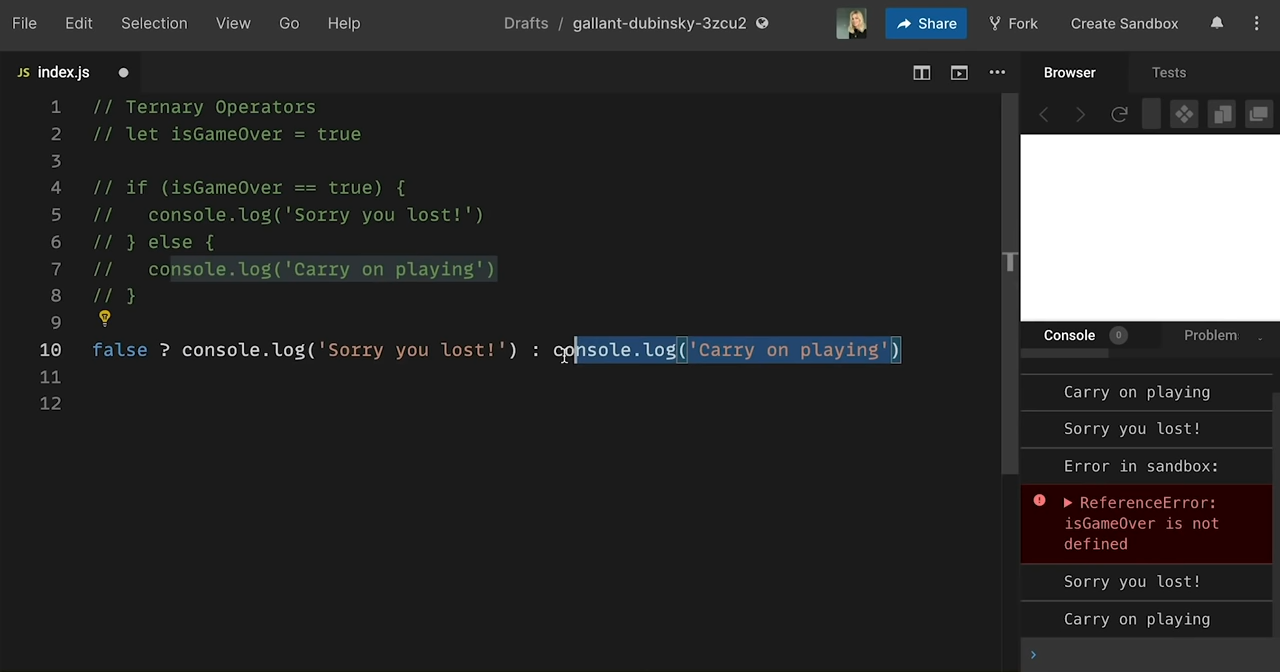 File Edit Selection View Go Help Drafts / gallant-dubinsky-3zcu2 Share Fork Create Sandbox
JS index.js Browser Tests
1 // Ternary Operators
2 // let isGameOver = true
3
4 // if (isGameOver == true) {
5 //   console.log('Sorry you lost!')
6 // } else {
7 //   console.log('Carry on playing')
8 // }
9
10 false ? console.log('Sorry you lost!') : console.log('Carry on playing')
11
12
T
Console 0 Problem
Carry on playing
Sorry you lost!
Error in sandbox:
ReferenceError:
isGameOver is not
defined
Sorry you lost!
Carry on playing